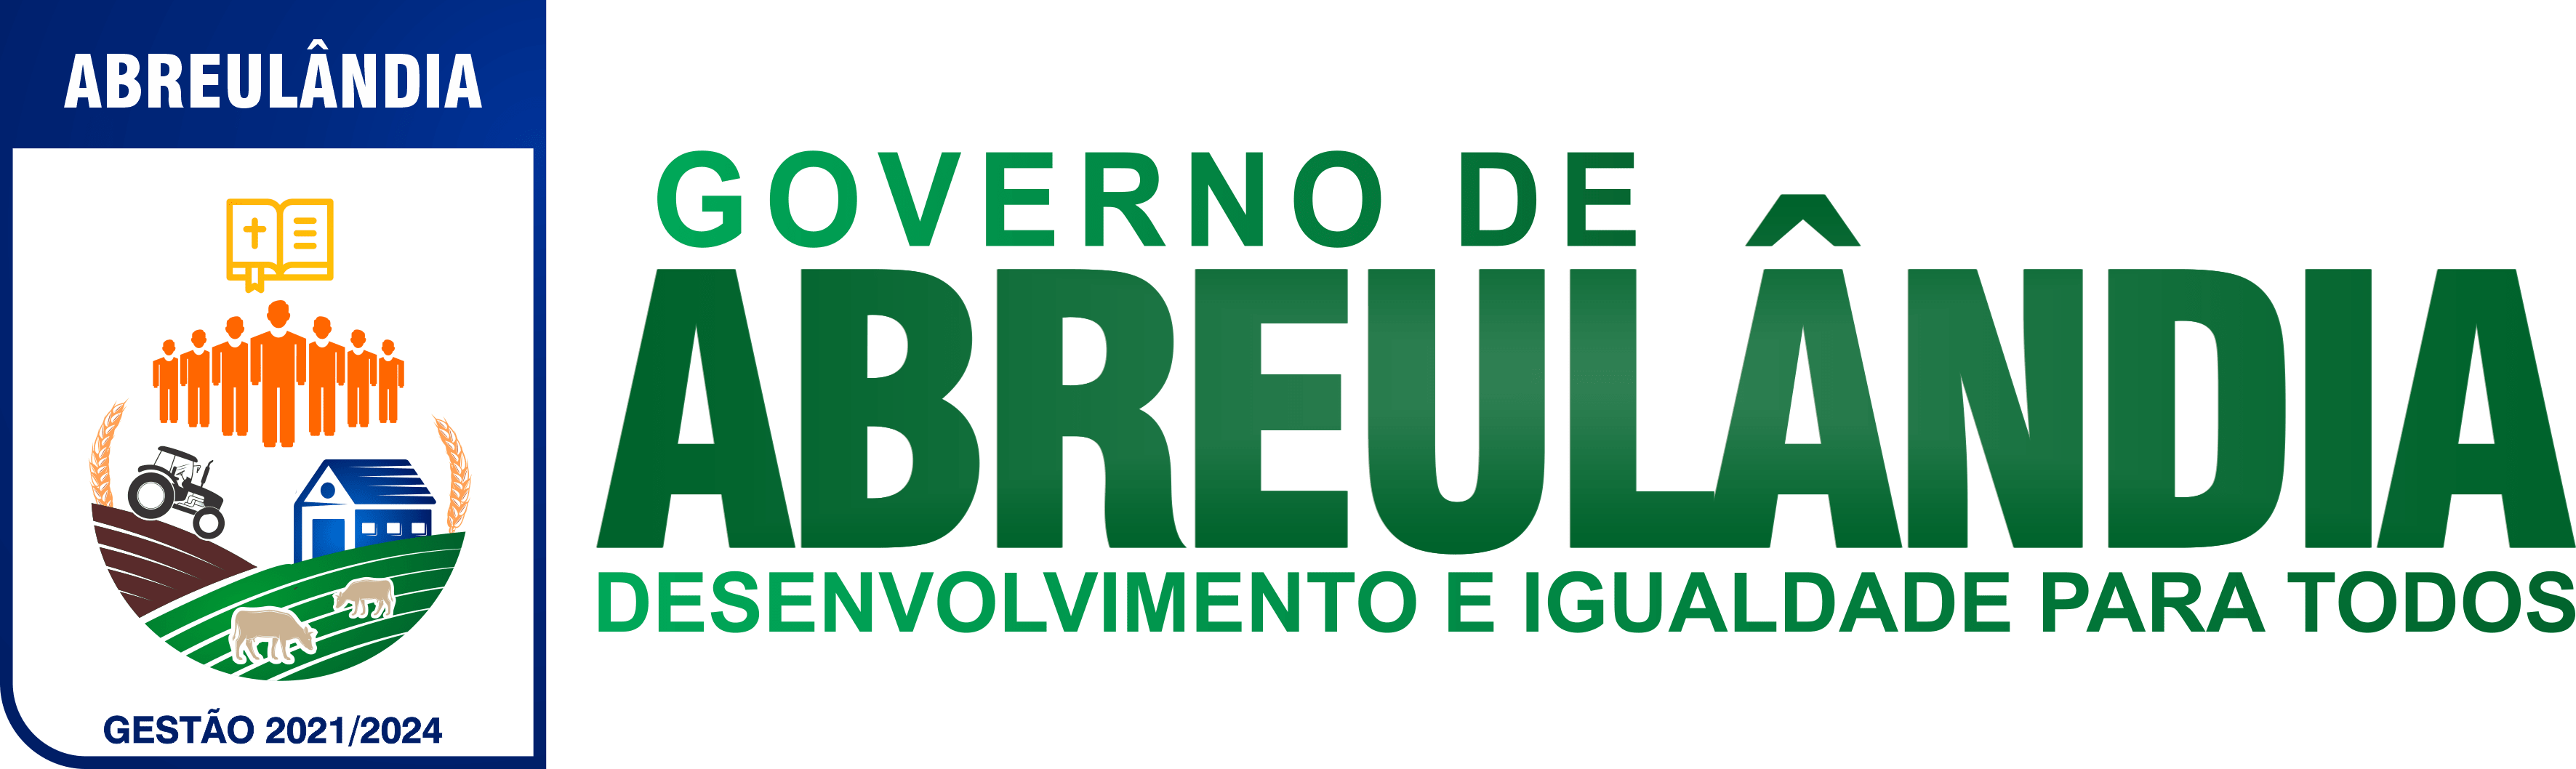 ABREULÂNDIA
GESTÃO 2021/2024
GOVERNO DE
ABREULÂNDIA
DESENVOLVIMENTO E IGUALDADE PARA TODOS